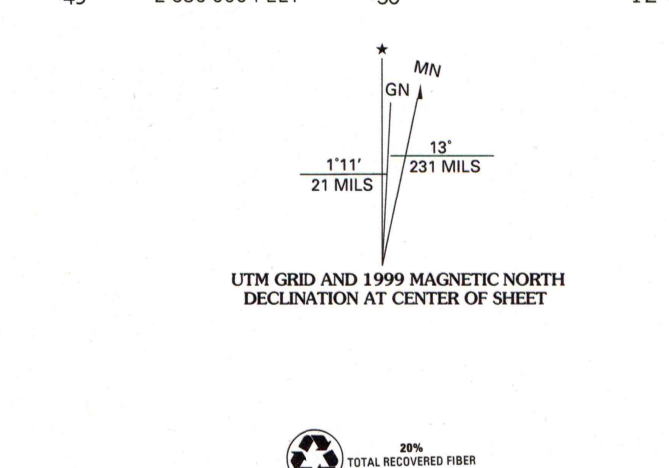 MN
GN
13°
1°11′
231 MILS
21 MILS
UTM GRID AND 1999 MAGNETIC NORTH
DECLINATION AT CENTER OF SHEET
20%
TOTAL RECOVERED FIBER